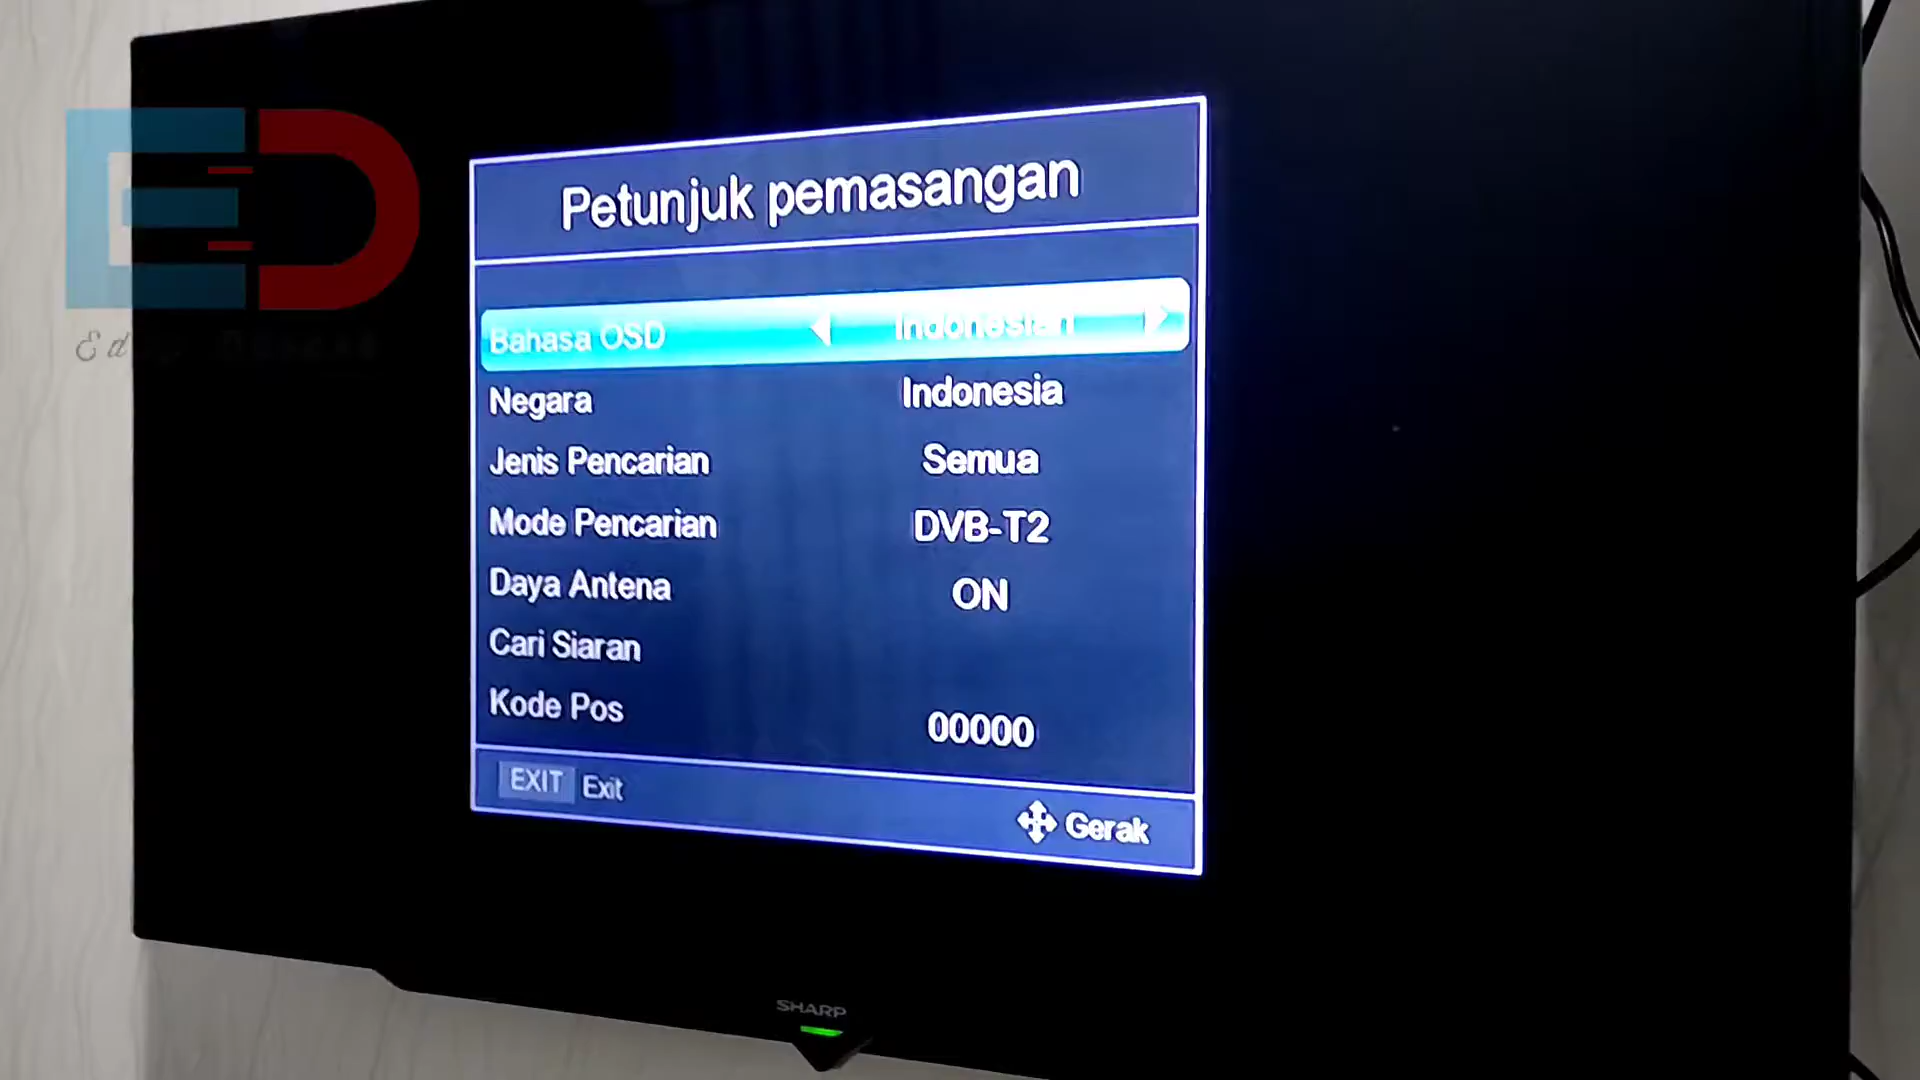 Petunjuk pemasangan
Bahasa OSD Indonesian
Negara Indonesia
Jenis Pencarian Semua
Mode Pencarian DVB-T2
Daya Antena ON
Cari Siaran
Kode Pos 00000
EXIT Exit
Gerak
SHARP
ED